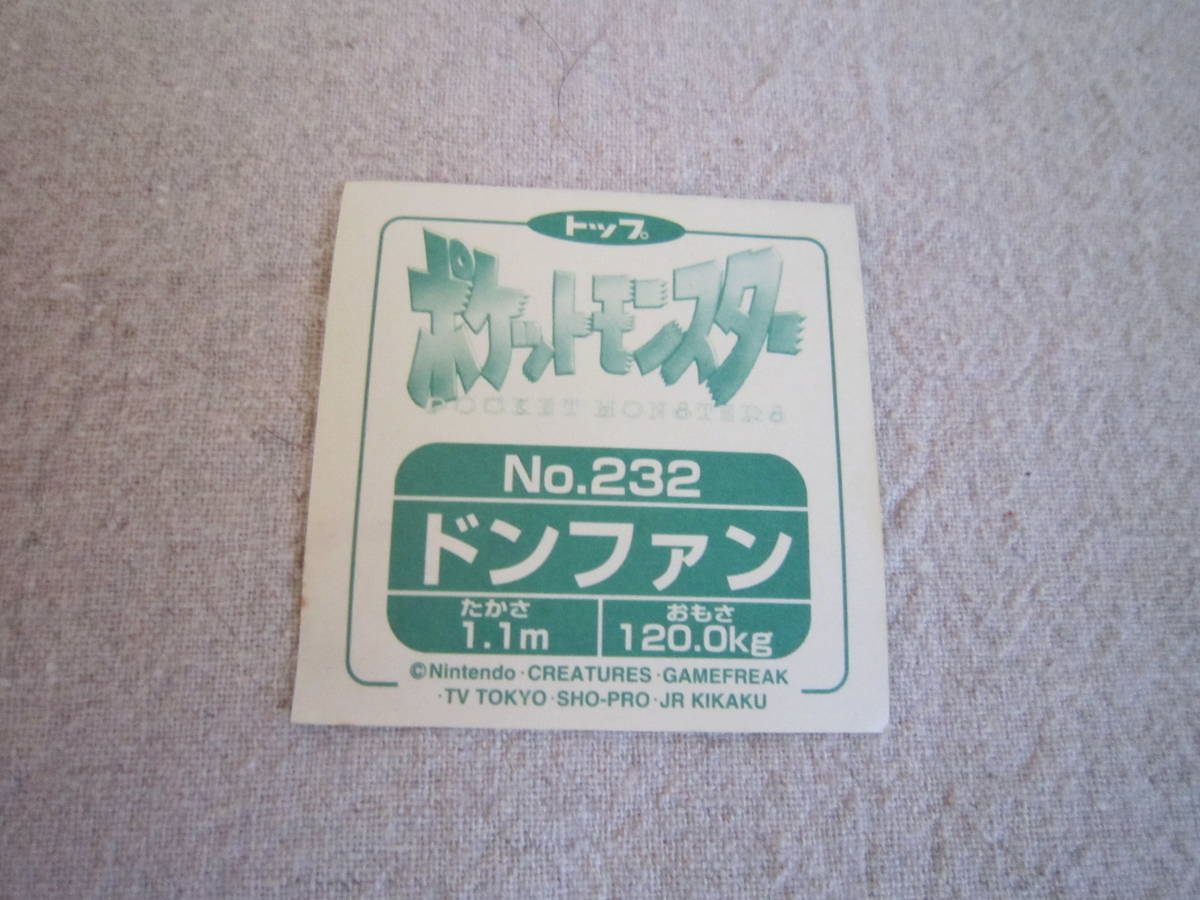 トップ
ポケットモンスター
POCKET MONSTERS
No.232
ドンファン
たかさ
1.1m
おもさ
120.0kg
©Nintendo・CREATURES・GAMEFREAK
・TV TOKYO・SHO-PRO・JR KIKAKU